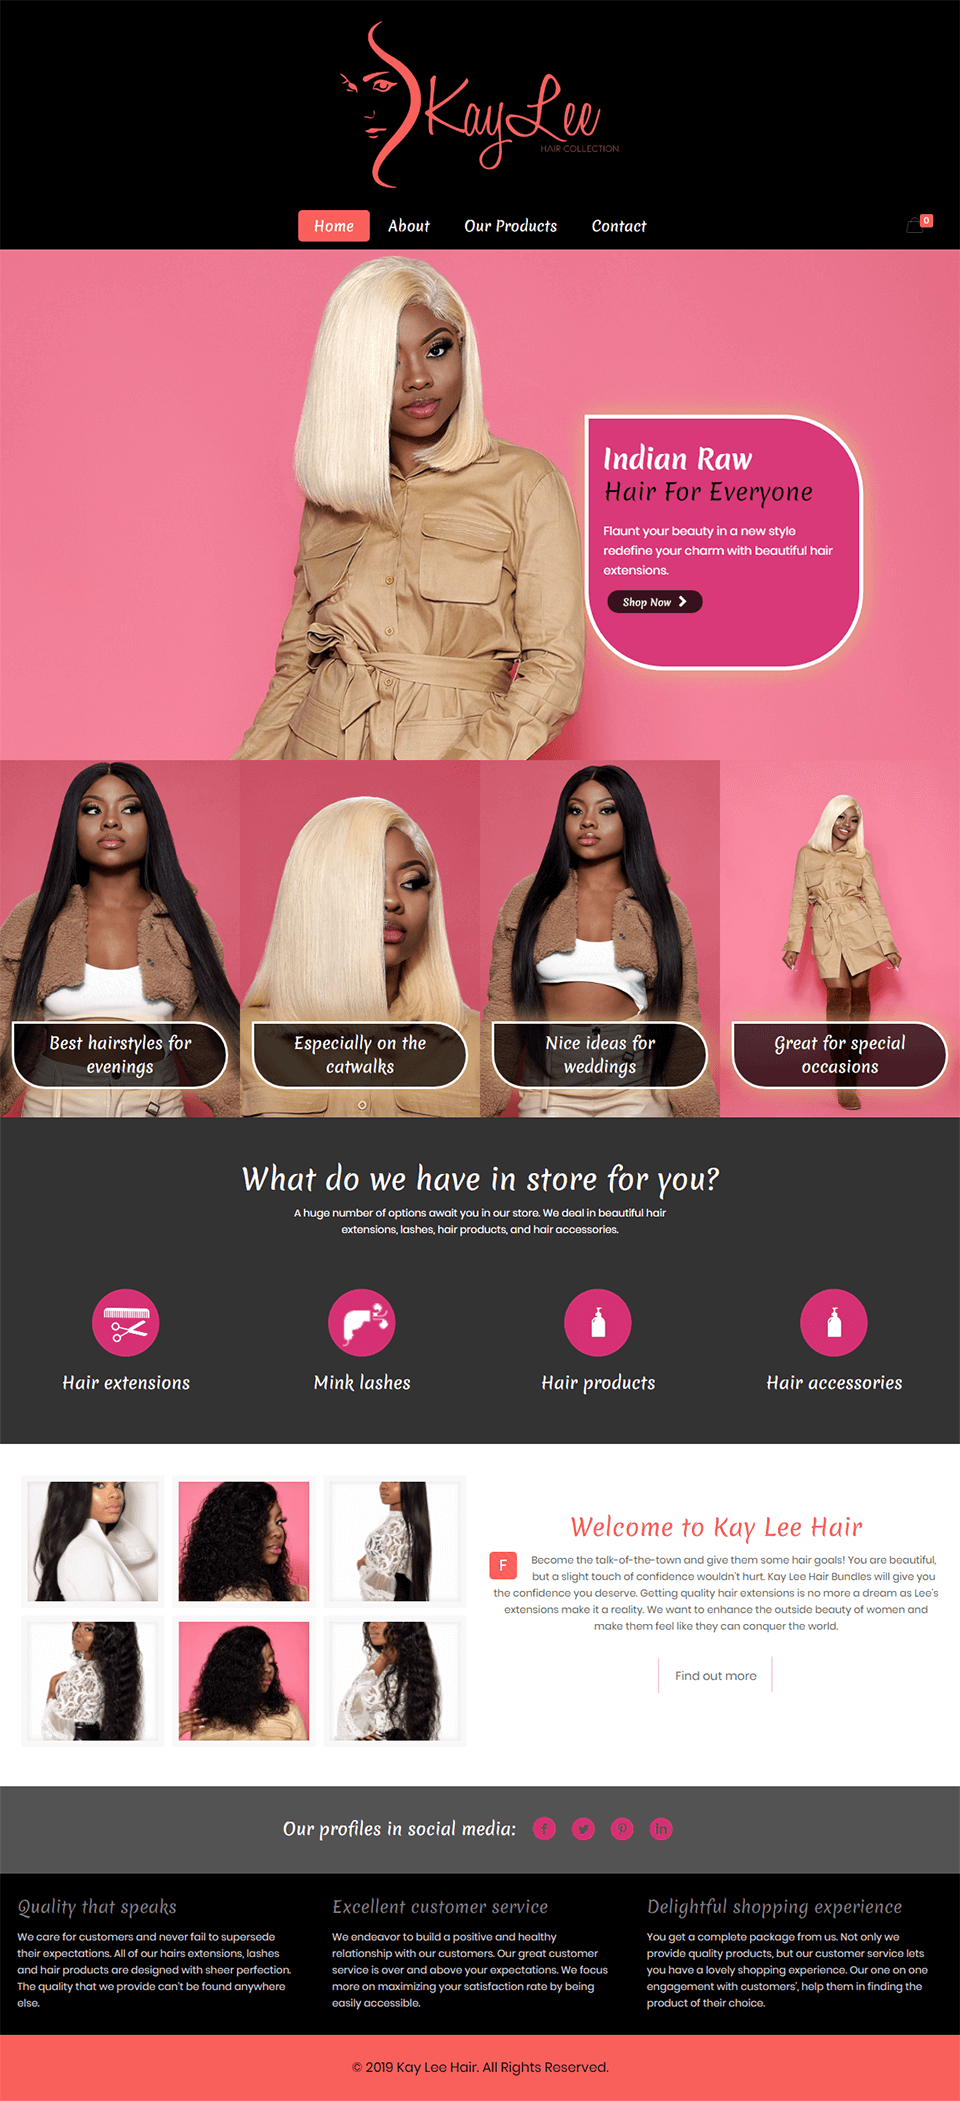 KayLee
HAIR COLLECTION
Home About Our Products Contact
0
Indian Raw
Hair For Everyone
Flaunt your beauty in a new style
redefine your charm with beautiful hair
extensions.
Shop Now
Best hairstyles for
evenings
Especially on the
catwalks
Nice ideas for
weddings
Great for special
occasions
What do we have in store for you?
A huge number of options await you in our store. We deal in beautiful hair
extensions, lashes, hair products, and hair accessories.
Hair extensions
Mink lashes
Hair products
Hair accessories
Welcome to Kay Lee Hair
F
Become the talk-of-the-town and give them some hair goals! You are beautiful,
but a slight touch of confidence wouldn't hurt. Kay Lee Hair Bundles will give you
the confidence you deserve. Getting quality hair extensions is no more a dream as Lee's
extensions make it a reality. We want to enhance the outside beauty of women and
make them feel like they can conquer the world.
Find out more
Our profiles in social media:
Quality that speaks
We care for customers and never fail to supersede
their expectations. All of our hairs extensions, lashes
and hair products are designed with sheer perfection.
The quality that we provide can't be found anywhere
else.
Excellent customer service
We endeavor to build a positive and healthy
relationship with our customers. Our great customer
service is over and above your expectations. We focus
more on maximizing your satisfaction rate by being
easily accessible.
Delightful shopping experience
You get a complete package from us. Not only we
provide quality products, but our customer service lets
you have a lovely shopping experience. Our one on one
engagement with customers', help them in finding the
product of their choice.
© 2019 Kay Lee Hair. All Rights Reserved.